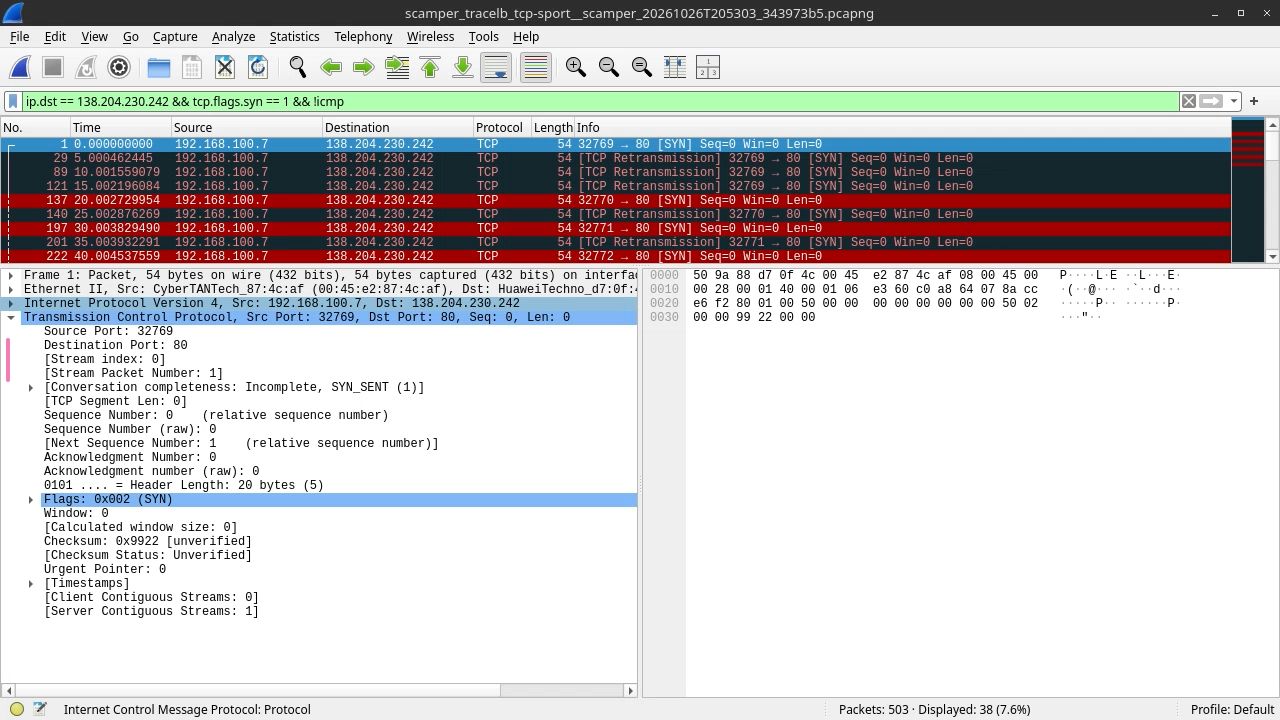 scamper_tracelb_tcp-sport__scamper_20261026T205303_343973b5.pcapng
File Edit View Go Capture Analyze Statistics Telephony Wireless Tools Help
ip.dst == 138.204.230.242 && tcp.flags.syn == 1 && !icmp
No. Time Source Destination Protocol Length Info
1 0.000000000 192.168.100.7 138.204.230.242 TCP 54 32769 → 80 [SYN] Seq=0 Win=0 Len=0
29 5.000462445 192.168.100.7 138.204.230.242 TCP 54 [TCP Retransmission] 32769 → 80 [SYN] Seq=0 Win=0 Len=0
89 10.001559079 192.168.100.7 138.204.230.242 TCP 54 [TCP Retransmission] 32769 → 80 [SYN] Seq=0 Win=0 Len=0
121 15.002196084 192.168.100.7 138.204.230.242 TCP 54 [TCP Retransmission] 32769 → 80 [SYN] Seq=0 Win=0 Len=0
137 20.002729954 192.168.100.7 138.204.230.242 TCP 54 32770 → 80 [SYN] Seq=0 Win=0 Len=0
140 25.002876269 192.168.100.7 138.204.230.242 TCP 54 [TCP Retransmission] 32770 → 80 [SYN] Seq=0 Win=0 Len=0
197 30.003829490 192.168.100.7 138.204.230.242 TCP 54 32771 → 80 [SYN] Seq=0 Win=0 Len=0
201 35.003932291 192.168.100.7 138.204.230.242 TCP 54 [TCP Retransmission] 32771 → 80 [SYN] Seq=0 Win=0 Len=0
222 40.004537559 192.168.100.7 138.204.230.242 TCP 54 32772 → 80 [SYN] Seq=0 Win=0 Len=0
Frame 1: Packet, 54 bytes on wire (432 bits), 54 bytes captured (432 bits) on interfac
Ethernet II, Src: CyberTANTech_87:4c:af (00:45:e2:87:4c:af), Dst: HuaweiTechno_d7:0f:4
Internet Protocol Version 4, Src: 192.168.100.7, Dst: 138.204.230.242
Transmission Control Protocol, Src Port: 32769, Dst Port: 80, Seq: 0, Len: 0
Source Port: 32769
Destination Port: 80
[Stream index: 0]
[Stream Packet Number: 1]
[Conversation completeness: Incomplete, SYN_SENT (1)]
[TCP Segment Len: 0]
Sequence Number: 0 (relative sequence number)
Sequence Number (raw): 0
[Next Sequence Number: 1 (relative sequence number)]
Acknowledgment Number: 0
Acknowledgment number (raw): 0
0101 .... = Header Length: 20 bytes (5)
Flags: 0x002 (SYN)
Window: 0
[Calculated window size: 0]
Checksum: 0x9922 [unverified]
[Checksum Status: Unverified]
Urgent Pointer: 0
[Timestamps]
[Client Contiguous Streams: 0]
[Server Contiguous Streams: 1]
0000 50 9a 88 d7 0f 4c 00 45 e2 87 4c af 08 00 45 00 P····L·E ··L···E·
0010 00 28 00 01 40 00 01 06 e3 60 c0 a8 64 07 8a cc ·(··@··· ·`··d···
0020 e6 f2 80 01 00 50 00 00 00 00 00 00 00 00 50 02 ·····P·· ······P·
0030 00 00 99 22 00 00 ···"··
Internet Control Message Protocol: Protocol
Packets: 503 · Displayed: 38 (7.6%)
Profile: Default